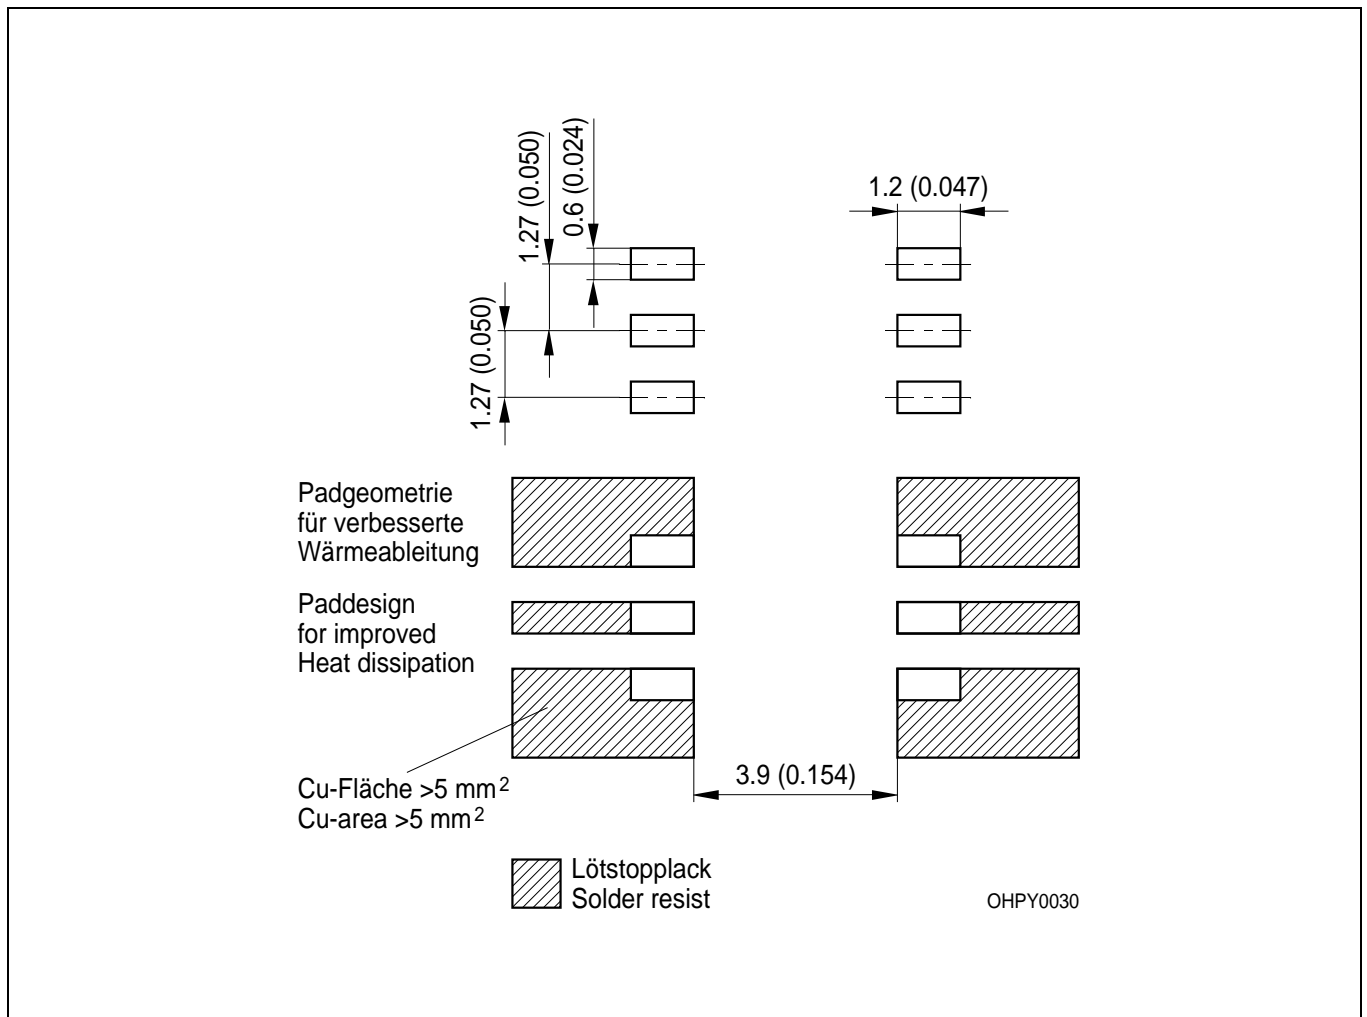 1.27 (0.050)
0.6 (0.024)
1.2 (0.047)
1.27 (0.050)
Padgeometrie
für verbesserte
Wärmeableitung
Paddesign
for improved
Heat dissipation
3.9 (0.154)
Cu-Fläche >5 mm²
Cu-area >5 mm²
Lötstopplack
Solder resist
OHPY0030